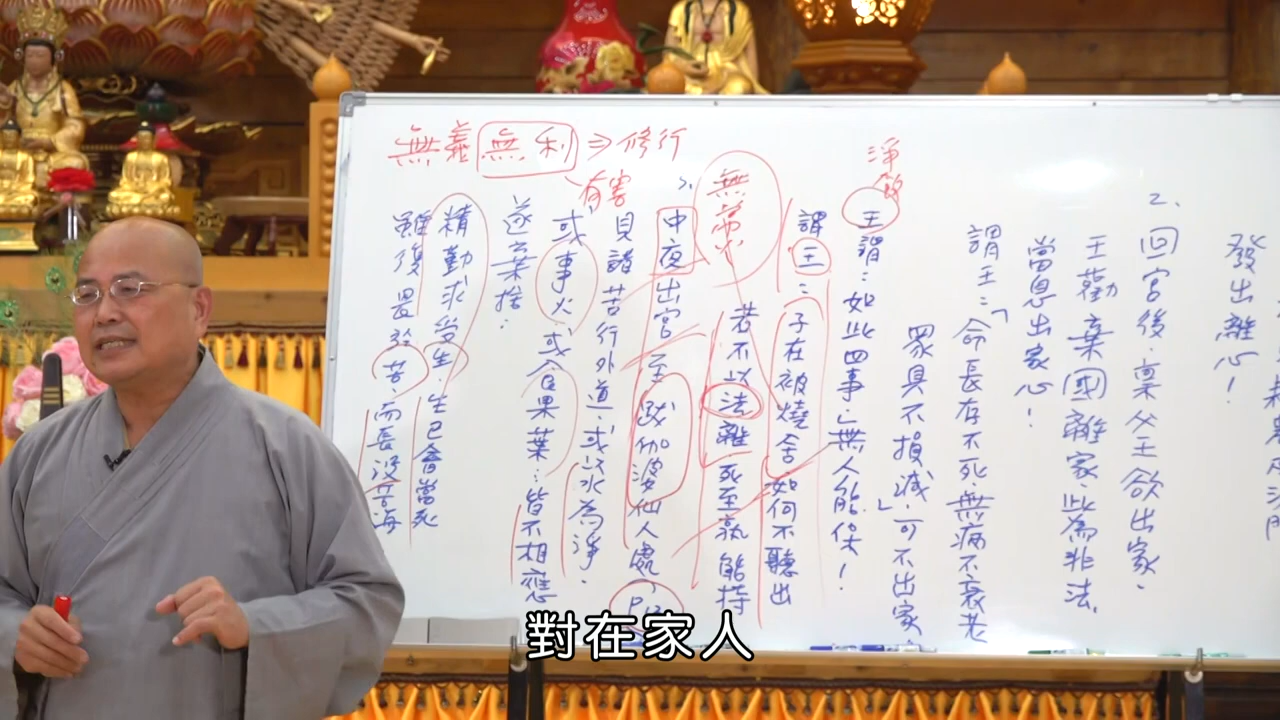 發出離心！
2、
回宮後，稟父王欲出家、
王勸棄國離家，此為非法、
當息出家心！
謂王：「命長存不死，無病不衰老
眾具不損減」，可不出家
淨飯
王謂：如此四事，無人能保！
謂王：子在被燒舍，如何不聽出
若不以法離，死至孰能持
無義無利⇒修行
有害
中夜出宮，至跋伽婆仙人處，
見諸苦行外道，或以水為淨、
或事火，或食果葉…皆不相應
遂棄捨：
精勤求受生，生已會當死
雖復畏於苦，而長沒苦海
對在家人